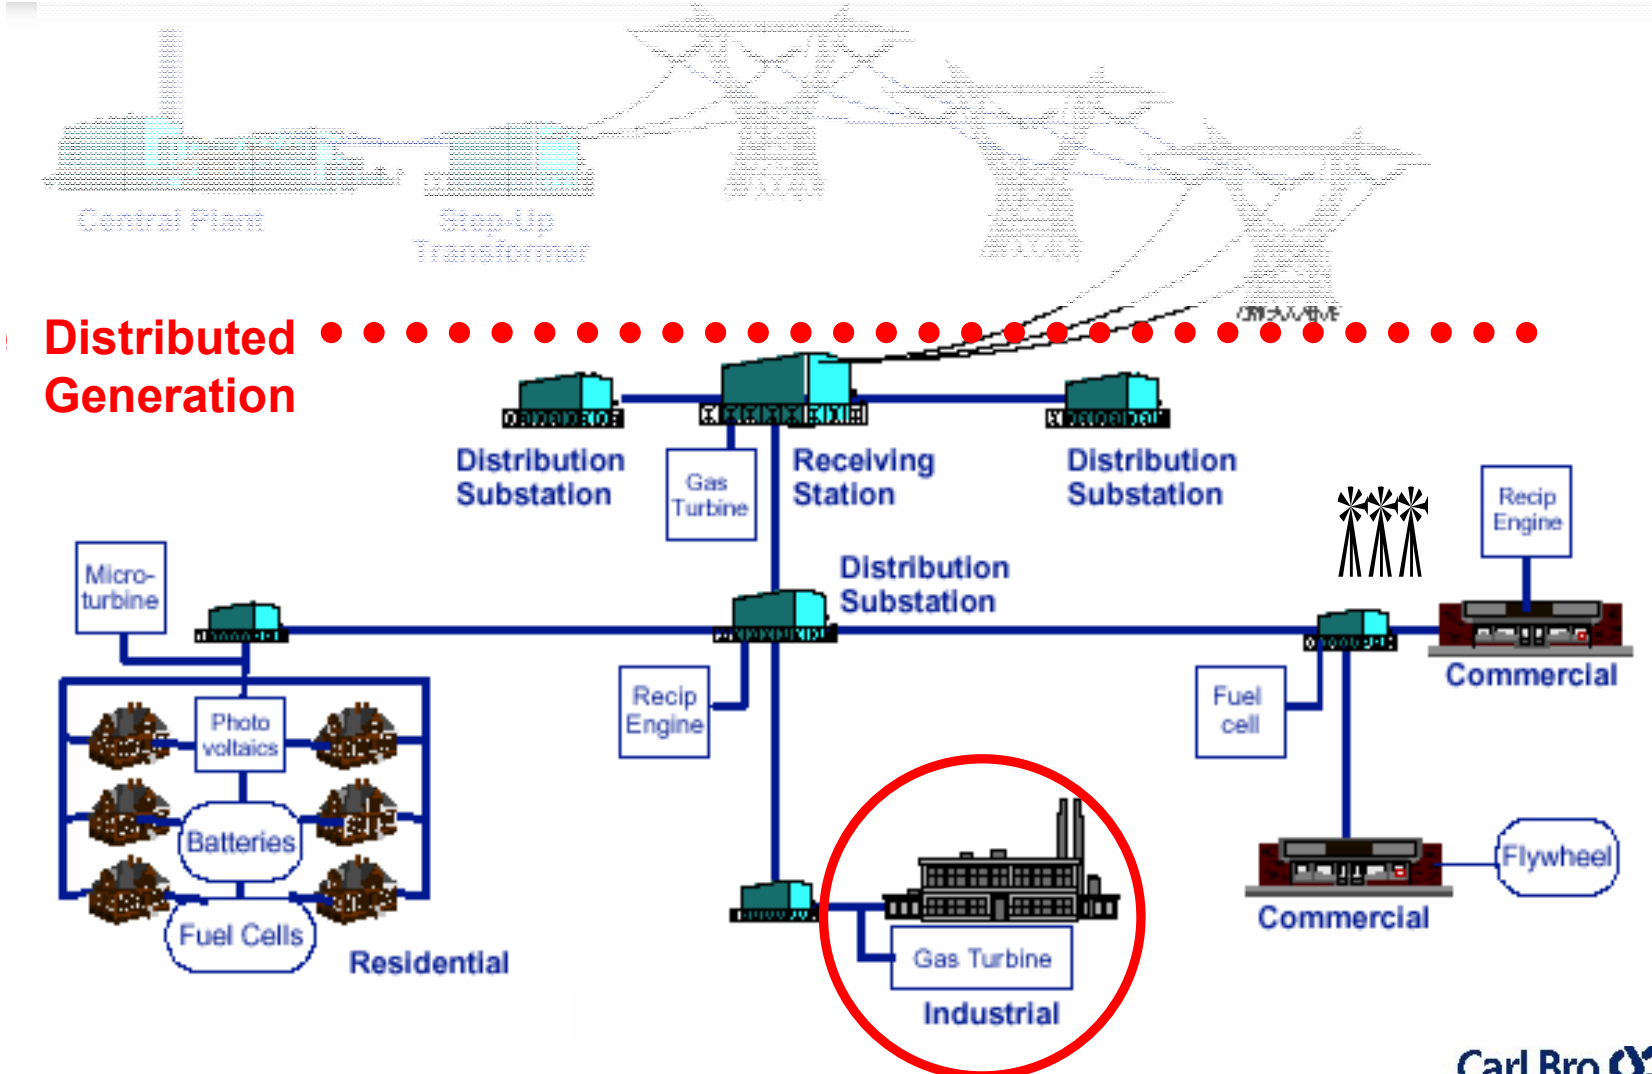 Central Plant
Step-Up
Transformer
Distributed
Generation
Distribution
Substation
Gas
Turbine
Receiving
Station
Distribution
Substation
Recip
Engine
Micro-
turbine
Distribution
Substation
Commercial
Photo
voltaics
Recip
Engine
Fuel
cell
Batteries
Flywheel
Fuel Cells
Residential
Commercial
Gas Turbine
Industrial
Carl Bro